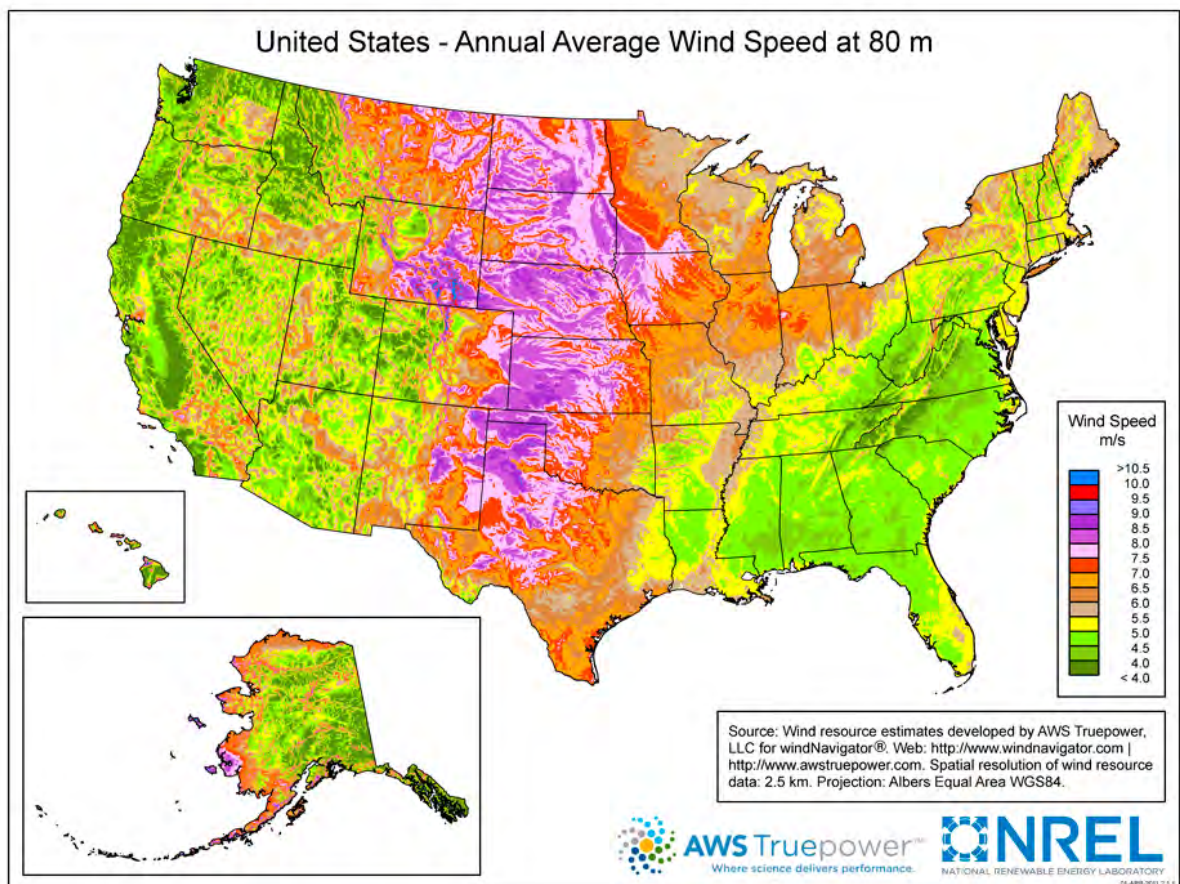 United States - Annual Average Wind Speed at 80 m
Wind Speed
m/s
>10.5
10.0
9.5
9.0
8.5
8.0
7.5
7.0
6.5
6.0
5.5
5.0
4.5
4.0
< 4.0
Source: Wind resource estimates developed by AWS Truepower,
LLC for windNavigator®. Web: http://www.windnavigator.com |
http://www.awstruepower.com. Spatial resolution of wind resource
data: 2.5 km. Projection: Albers Equal Area WGS84.
AWS Truepower™
Where science delivers performance.
NREL
NATIONAL RENEWABLE ENERGY LABORATORY